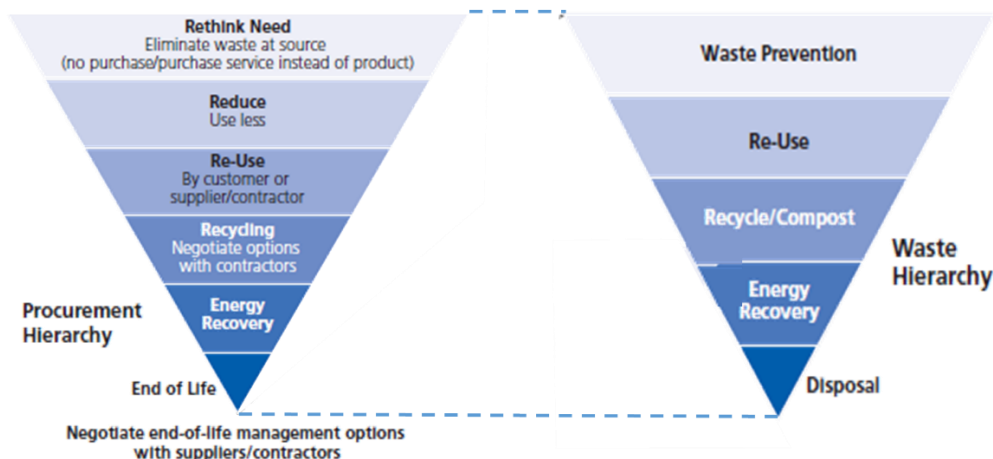 Rethink Need
Eliminate waste at source
(no purchase/purchase service instead of product)
Reduce
Use less
Re-Use
By customer or
supplier/contractor
Recycling
Negotiate options
with contractors
Energy
Recovery
Procurement
Hierarchy
End of Life
Negotiate end-of-life management options
with suppliers/contractors
Waste Prevention
Re-Use
Recycle/Compost
Energy
Recovery
Waste
Hierarchy
Disposal